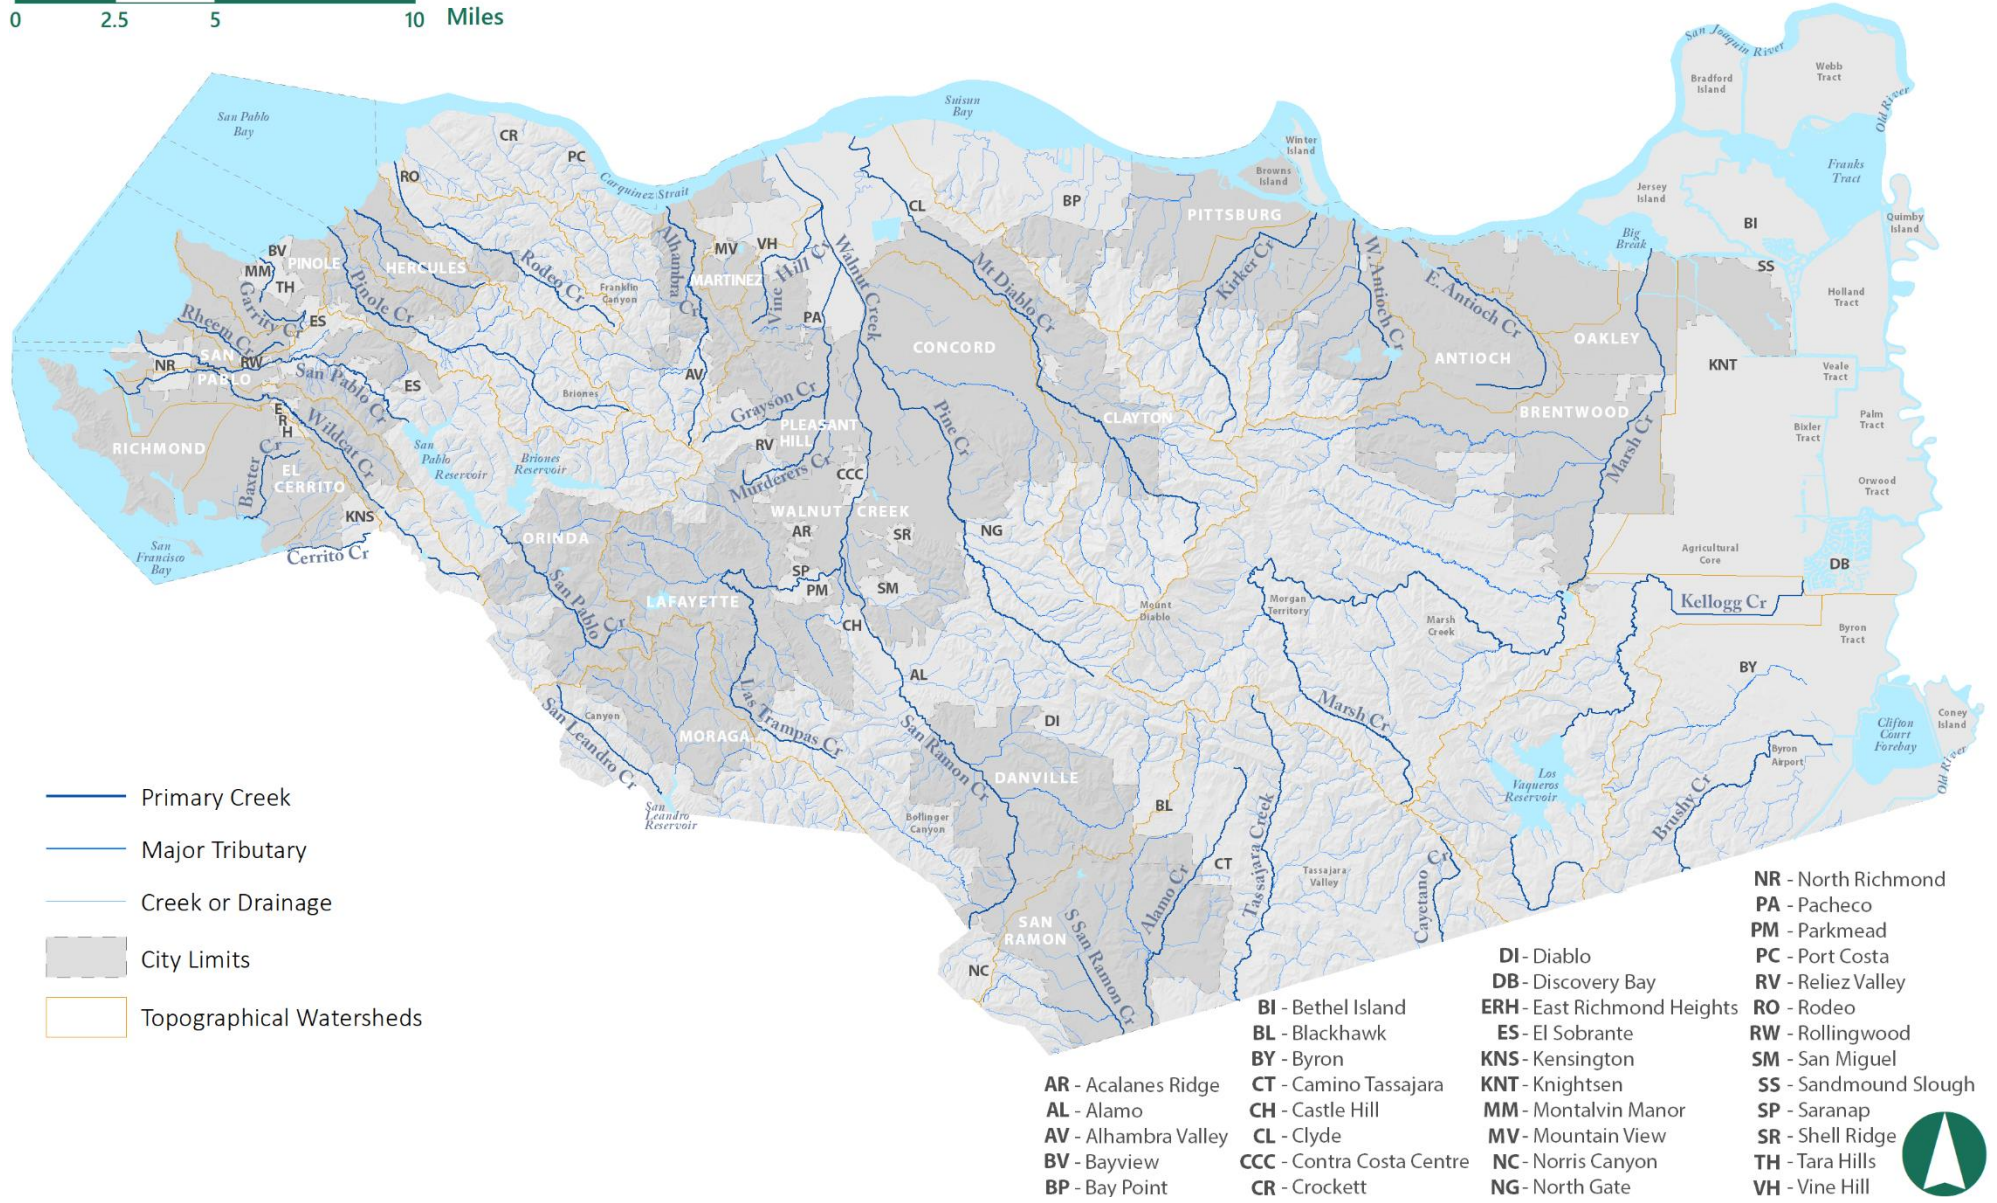 0 2.5 5 10 Miles
San Joaquin River
Webb
Tract
Bradford
Island
Old River
San Pablo
Bay
Suisun
Bay
CR
PC
Winter
Island
Browns
Island
Franks
Tract
RO
Carquinez Strait
Jersey
Island
CL
BP
PITTSBURG
BI
Quimby
Island
Big
Break
BV
MM
TH
PINOLE
HERCULES
Rodeo Cr
Franklin
Canyon
Alhambra Cr
MV
VH
MARTINEZ
Vine Hill Cr
Walnut Creek
Mt Diablo Cr
Kirker Cr
W. Antioch Cr
E. Antioch Cr
SS
Holland
Tract
Garrity Cr
Pinole Cr
ES
PA
Rheem Cr
SAN
PABLO
RW
NR
CONCORD
ANTIOCH
OAKLEY
KNT
Veale
Tract
San Pablo Cr
ES
AV
Briones
Grayson Cr
PLEASANT
HILL
RV
Pine Cr
CLAYTON
BRENTWOOD
Palm
Tract
Bixler
Tract
E
R
H
Wildcat Cr
RICHMOND
Baxter Cr
EL
CERRITO
San
Pablo
Reservoir
Briones
Reservoir
Murderers Cr
CCC
Marsh Cr
Orwood
Tract
KNS
Cerrito Cr
San
Francisco
Bay
ORINDA
WALNUT CREEK
AR
SR
NG
Agricultural
Core
DB
SP
PM
SM
San Pablo Cr
LAFAYETTE
CH
Mount
Diablo
Morgan
Territory
Marsh
Creek
Kellogg Cr
Byron
Tract
AL
BY
San Leandro Cr
Canyon
MORAGA
Las Trampas Cr
San Ramon Cr
DI
Marsh Cr
Clifton
Court
Forebay
Coney
Island
Old River
Byron
Airport
DANVILLE
Los
Vaqueros
Reservoir
Brushy Cr
San
Leandro
Reservoir
Bollinger
Canyon
BL
Tassajara Creek
Alamo Cr
CT
Tassajara
Valley
Cayetano Cr
SAN
RAMON
S San Ramon Cr
NC
Primary Creek
Major Tributary
Creek or Drainage
City Limits
Topographical Watersheds
AR - Acalanes Ridge
AL - Alamo
AV - Alhambra Valley
BV - Bayview
BP - Bay Point
BI - Bethel Island
BL - Blackhawk
BY - Byron
CT - Camino Tassajara
CH - Castle Hill
CL - Clyde
CCC - Contra Costa Centre
CR - Crockett
DI - Diablo
DB - Discovery Bay
ERH - East Richmond Heights
ES - El Sobrante
KNS - Kensington
KNT - Knightsen
MM - Montalvin Manor
MV - Mountain View
NC - Norris Canyon
NG - North Gate
NR - North Richmond
PA - Pacheco
PM - Parkmead
PC - Port Costa
RV - Reliez Valley
RO - Rodeo
RW - Rollingwood
SM - San Miguel
SS - Sandmound Slough
SP - Saranap
SR - Shell Ridge
TH - Tara Hills
VH - Vine Hill